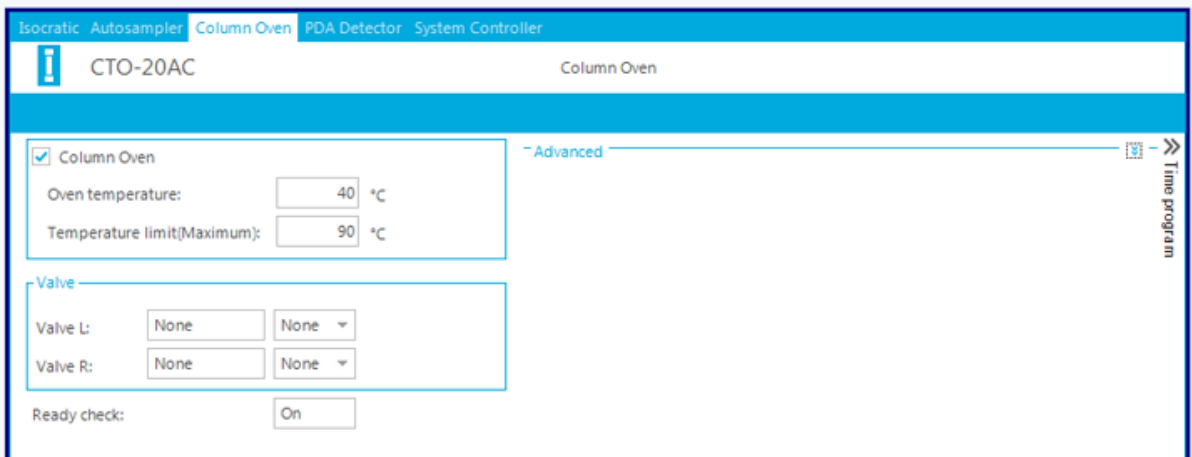 Isocratic Autosampler Column Oven PDA Detector System Controller
CTO-20AC Column Oven
Column Oven
Oven temperature: 40 °C
Temperature limit(Maximum): 90 °C
Valve
Valve L: None None
Valve R: None None
Ready check: On
Advanced
Time program